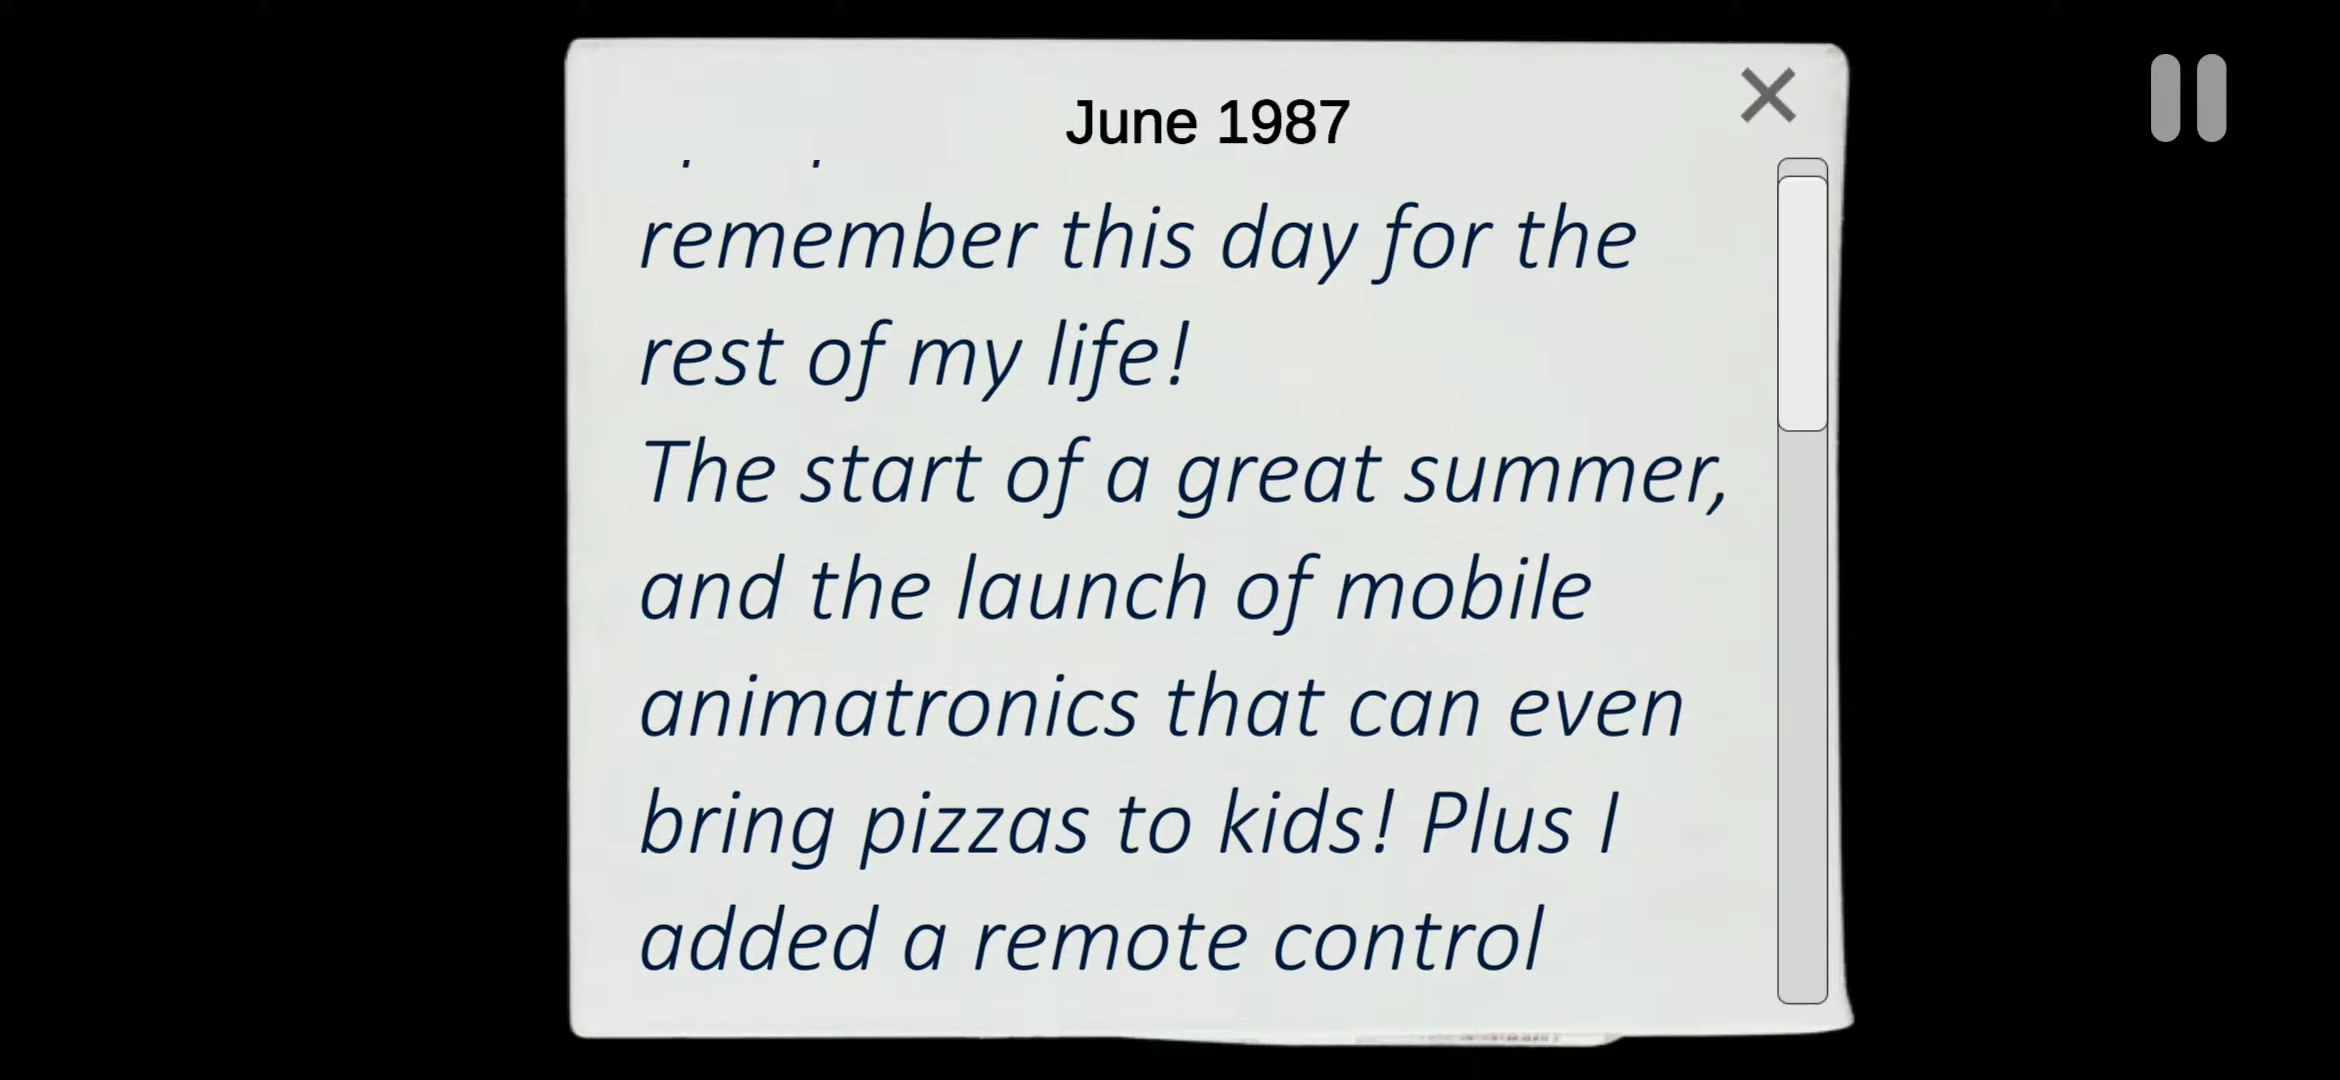 June 1987
remember this day for the
rest of my life!
The start of a great summer,
and the launch of mobile
animatronics that can even
bring pizzas to kids! Plus I
added a remote control